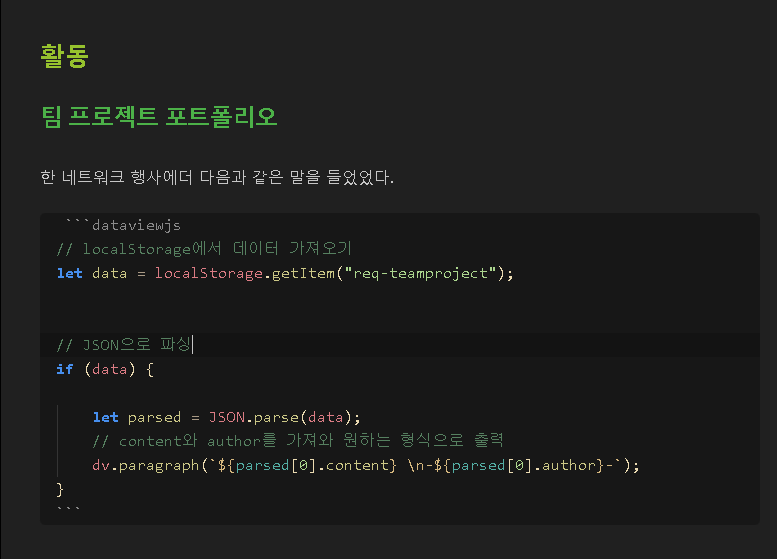 활동
팀 프로젝트 포트폴리오
한 네트워크 행사에더 다음과 같은 말을 들었었다.
```dataviewjs
// localStorage에서 데이터 가져오기
let data = localStorage.getItem("req-teamproject");
// JSON으로 파싱
if (data) {
let parsed = JSON.parse(data);
// content와 author를 가져와 원하는 형식으로 출력
dv.paragraph(`${parsed[0].content} \n-${parsed[0].author}-`);
}
```